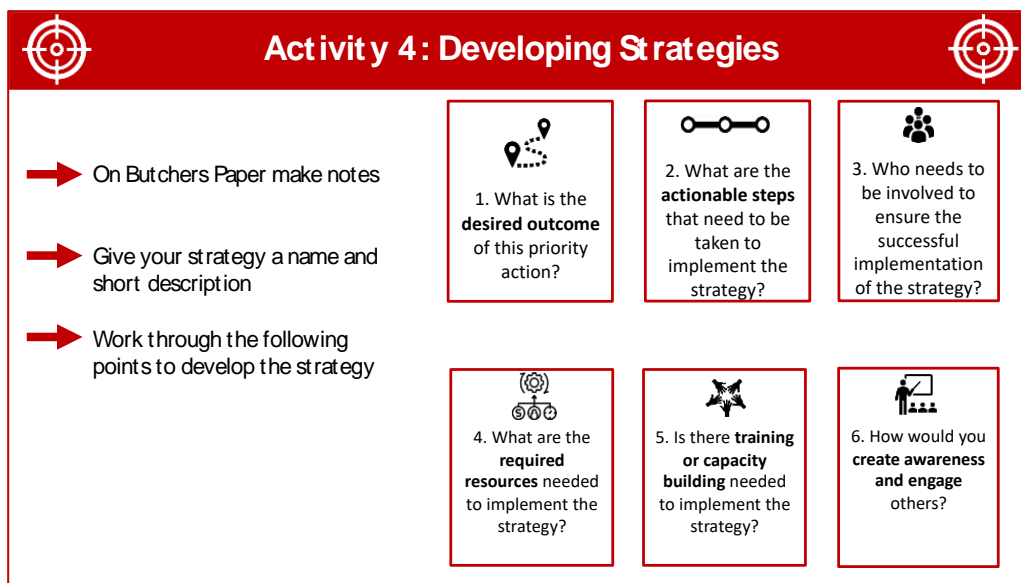 Activity 4: Developing Strategies
On Butchers Paper make notes
Give your strategy a name and
short description
Work through the following
points to develop the strategy
1. What is the
desired outcome
of this priority
action?
2. What are the
actionable steps
that need to be
taken to
implement the
strategy?
3. Who needs to
be involved to
ensure the
successful
implementation
of the strategy?
4. What are the
required
resources needed
to implement the
strategy?
5. Is there training
or capacity
building needed
to implement the
strategy?
6. How would you
create awareness
and engage
others?